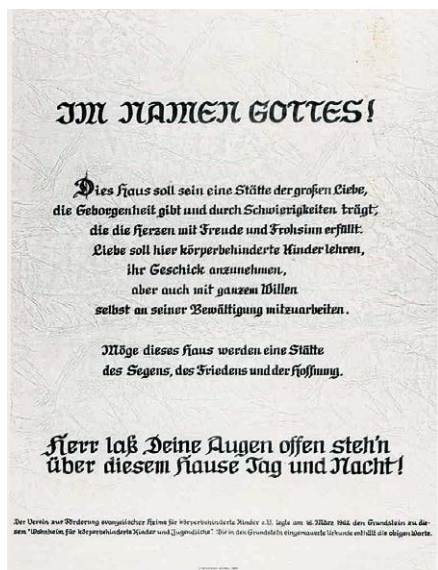 IM NAMEN GOTTES!
Dies Haus soll sein eine Stätte der großen Liebe,
die Geborgenheit gibt und durch Schwierigkeiten trägt,
die die Herzen mit Freude und Frohsinn erfüllt.
Liebe soll hier körperbehinderte Kinder lehren,
ihr Geschick anzunehmen,
aber auch mit ganzem Willen
selbst an seiner Bewältigung mitzuarbeiten.
Möge dieses Haus werden eine Stätte
des Segens, des Friedens und der Hoffnung.
Herr laß Deine Augen offen steh'n
über diesem Hause Tag und Nacht!
Der Verein zur Förderung evangelischer Heime für körperbehinderte Kinder e.V. legte am 16. März 1962 den Grundstein zu die-
sem "Wohnheim für körperbehinderte Kinder und Jugendliche". Die in den Grundstein eingemauerte Urkunde enthält die obigen Worte.